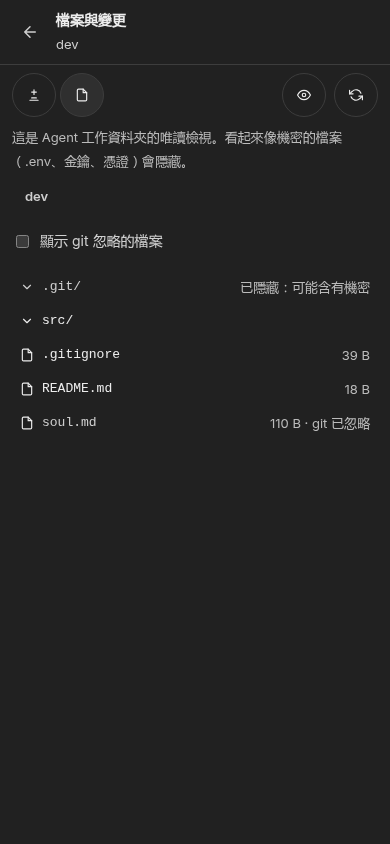 檔案與變更
dev
這是 Agent 工作資料夾的唯讀檢視。看起來像機密的檔案
（.env、金鑰、憑證）會隱藏。
dev
顯示 git 忽略的檔案
.git/ 已隱藏：可能含有機密
src/
.gitignore 39 B
README.md 18 B
soul.md 110 B · git 已忽略